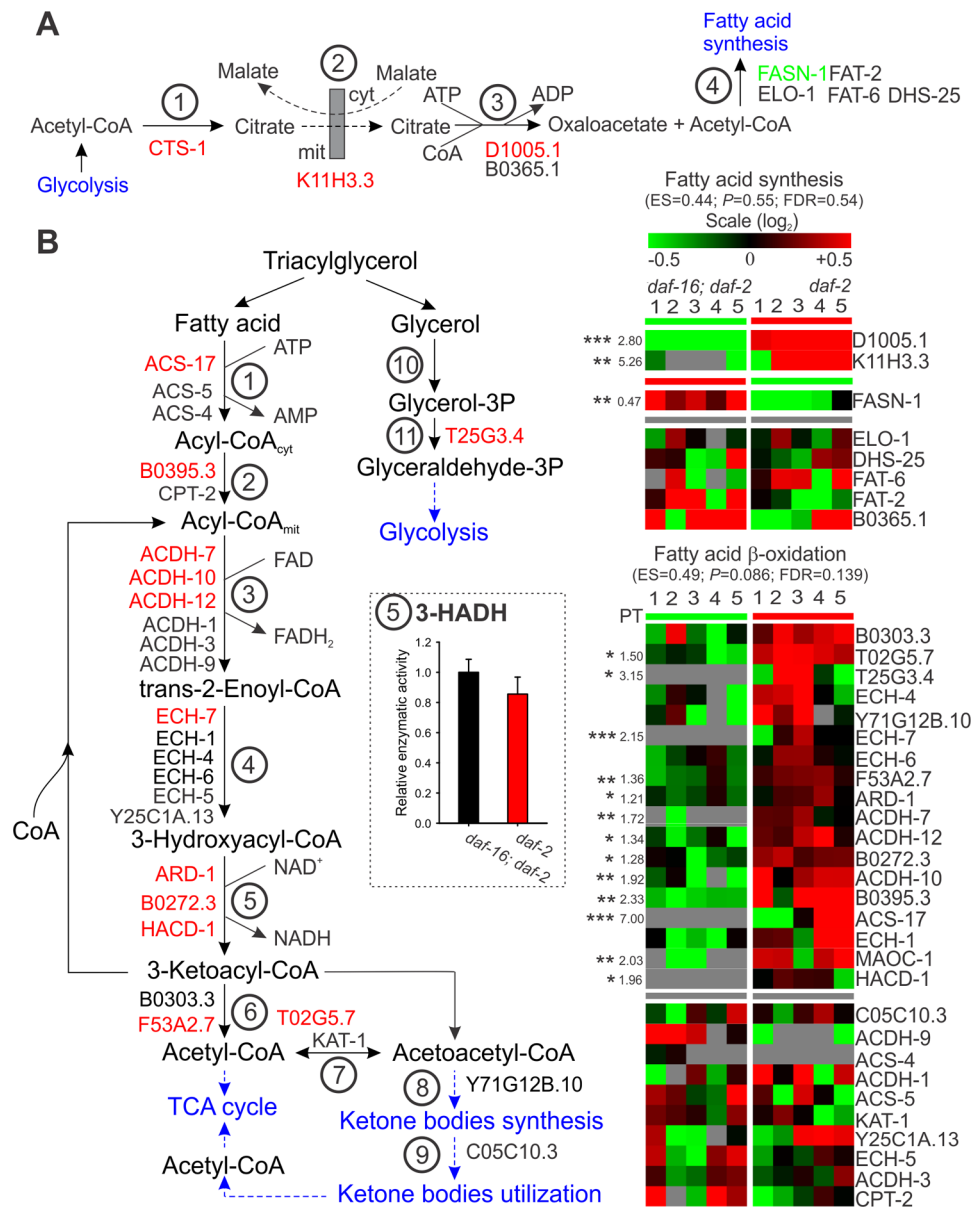 A
Acetyl-CoA
Glycolysis
1
CTS-1
Malate
2
Malate
cyt
Citrate
mit
K11H3.3
Citrate
ATP
CoA
3
ADP
D1005.1
B0365.1
Oxaloacetate + Acetyl-CoA
Fatty acid
synthesis
4
FASN-1 FAT-2
ELO-1 FAT-6 DHS-25
B
Triacylglycerol
Fatty acid
Glycerol
ACS-17
ACS-5
ACS-4
ATP
1
AMP
Acyl-CoAcyt
B0395.3
CPT-2
2
Acyl-CoAmit
ACDH-7
ACDH-10
ACDH-12
ACDH-1
ACDH-3
ACDH-9
FAD
3
FADH2
trans-2-Enoyl-CoA
ECH-7
ECH-1
ECH-4
ECH-6
ECH-5
Y25C1A.13
4
3-Hydroxyacyl-CoA
CoA
ARD-1
B0272.3
HACD-1
NAD+
5
NADH
3-Ketoacyl-CoA
B0303.3
F53A2.7
6
T02G5.7
Acetyl-CoA
KAT-1
7
Acetoacetyl-CoA
TCA cycle
8
Y71G12B.10
Ketone bodies synthesis
9
C05C10.3
Acetyl-CoA
Ketone bodies utilization
10
Glycerol-3P
11
T25G3.4
Glyceraldehyde-3P
Glycolysis
5 3-HADH
Relative enzymatic activity
1.2
1.0
0.8
0.6
0.4
0.2
0.0
daf-16; daf-2
daf-2
Fatty acid synthesis
(ES=0.44; P=0.55; FDR=0.54)
Scale (log2)
-0.5 0 +0.5
daf-16; daf-2 daf-2
1 2 3 4 5 1 2 3 4 5
*** 2.80 D1005.1
** 5.26 K11H3.3
** 0.47 FASN-1
ELO-1
DHS-25
FAT-6
FAT-2
B0365.1
Fatty acid β-oxidation
(ES=0.49; P=0.086; FDR=0.139)
1 2 3 4 5 1 2 3 4 5
PT
B0303.3
* 1.50 T02G5.7
* 3.15 T25G3.4
ECH-4
Y71G12B.10
*** 2.15 ECH-7
ECH-6
** 1.36 F53A2.7
* 1.21 ARD-1
** 1.72 ACDH-7
* 1.34 ACDH-12
* 1.28 B0272.3
** 1.92 ACDH-10
** 2.33 B0395.3
*** 7.00 ACS-17
ECH-1
** 2.03 MAOC-1
* 1.96 HACD-1
C05C10.3
ACDH-9
ACS-4
ACDH-1
ACS-5
KAT-1
Y25C1A.13
ECH-5
ACDH-3
CPT-2